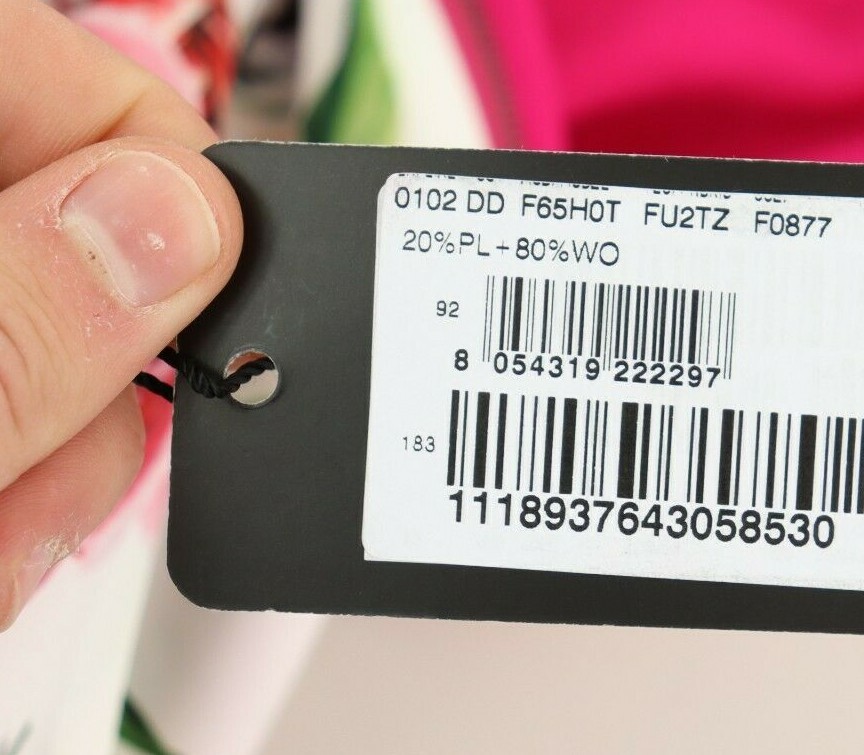 0102 DD F65H0T FU2TZ F0877
20%PL+80%WO
92
8 054319 222297
183
1118937643058530